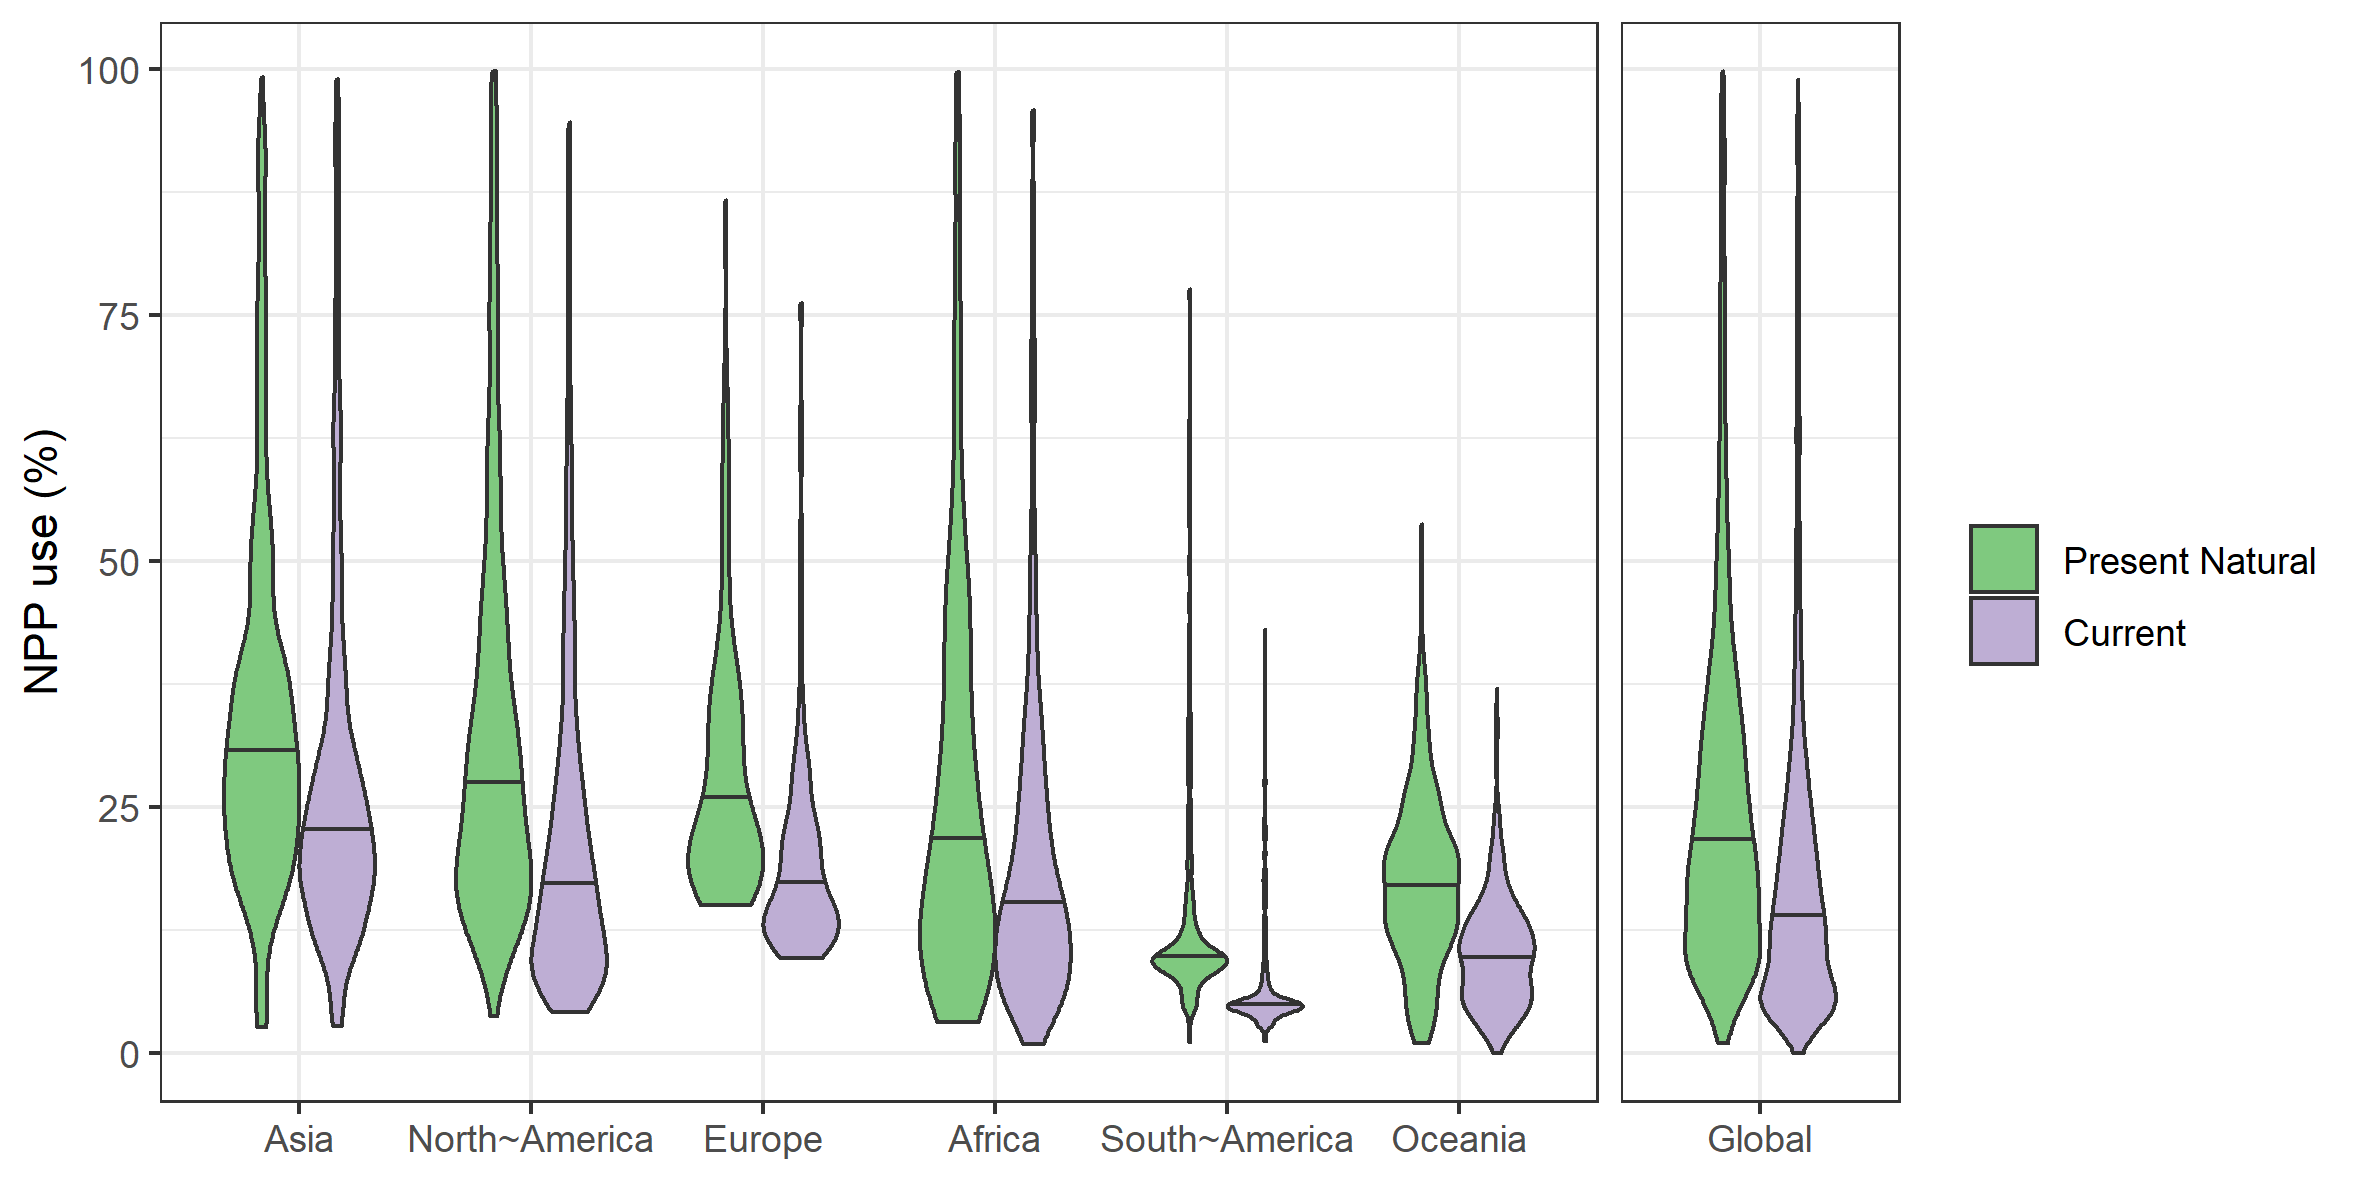 NPP use (%)
100
75
50
25
0
Asia
North~America
Europe
Africa
South~America
Oceania
Global
Present Natural
Current